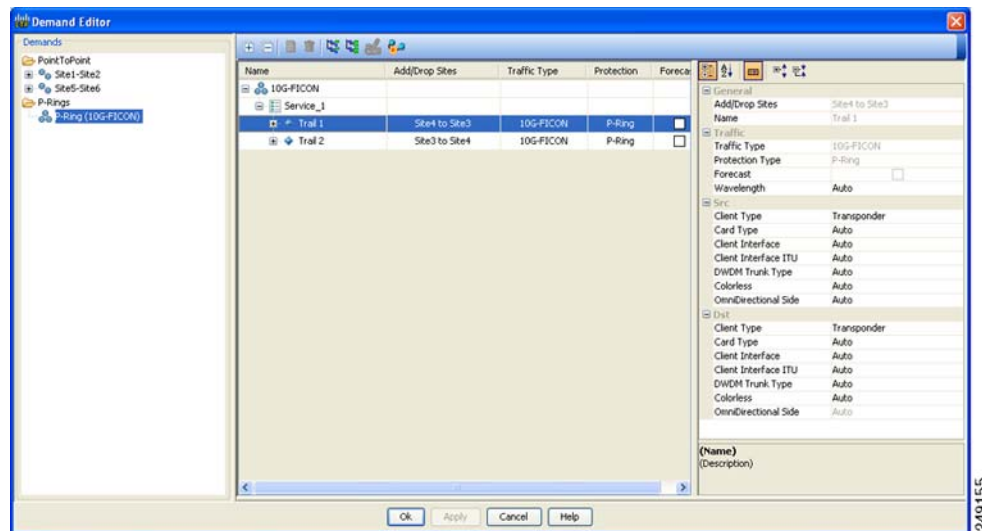 Demand Editor
Demands
PointToPoint
Site1-Site2
Site5-Site6
P-Rings
P-Ring (10G-FICON)
Name Add/Drop Sites Traffic Type Protection Foreca
10G-FICON
Service_1
Trail 1 Site4 to Site3 10G-FICON P-Ring
Trail 2 Site3 to Site4 10G-FICON P-Ring
General
Add/Drop Sites Site4 to Site3
Name Trail 1
Traffic
Traffic Type 10G-FICON
Protection Type P-Ring
Forecast
Wavelength Auto
Src
Client Type Transponder
Card Type Auto
Client Interface Auto
Client Interface ITU Auto
DWDM Trunk Type Auto
Colorless Auto
OmniDirectional Side Auto
Dst
Client Type Transponder
Card Type Auto
Client Interface Auto
Client Interface ITU Auto
DWDM Trunk Type Auto
Colorless Auto
OmniDirectional Side Auto
(Name)
(Description)
Ok Apply Cancel Help
249155